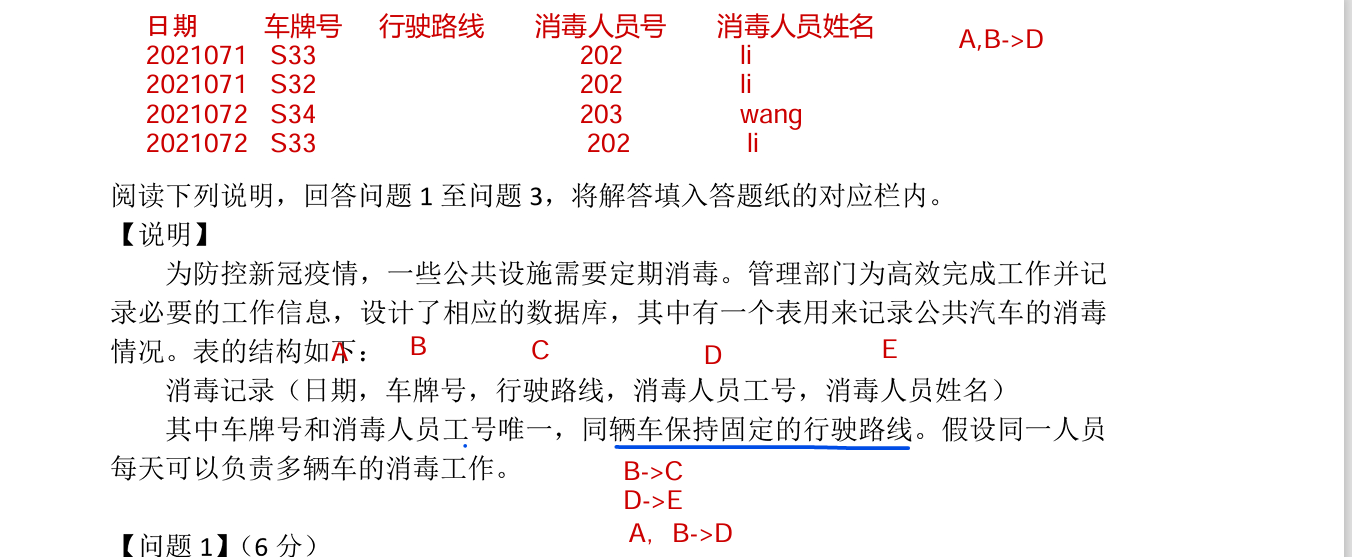 日期 车牌号 行驶路线 消毒人员号 消毒人员姓名
A,B->D
2021071 S33 202 li
2021071 S32 202 li
2021072 S34 203 wang
2021072 S33 202 li
阅读下列说明，回答问题 1 至问题 3，将解答填入答题纸的对应栏内。
【说明】
为防控新冠疫情，一些公共设施需要定期消毒。管理部门为高效完成工作并记
录必要的工作信息，设计了相应的数据库，其中有一个表用来记录公共汽车的消毒
情况。表的结构如下：
A B C D E
消毒记录（日期，车牌号，行驶路线，消毒人员工号，消毒人员姓名）
其中车牌号和消毒人员工号唯一，同辆车保持固定的行驶路线。假设同一人员
每天可以负责多辆车的消毒工作。
B->C
D->E
A，B->D
【问题 1】（6 分）